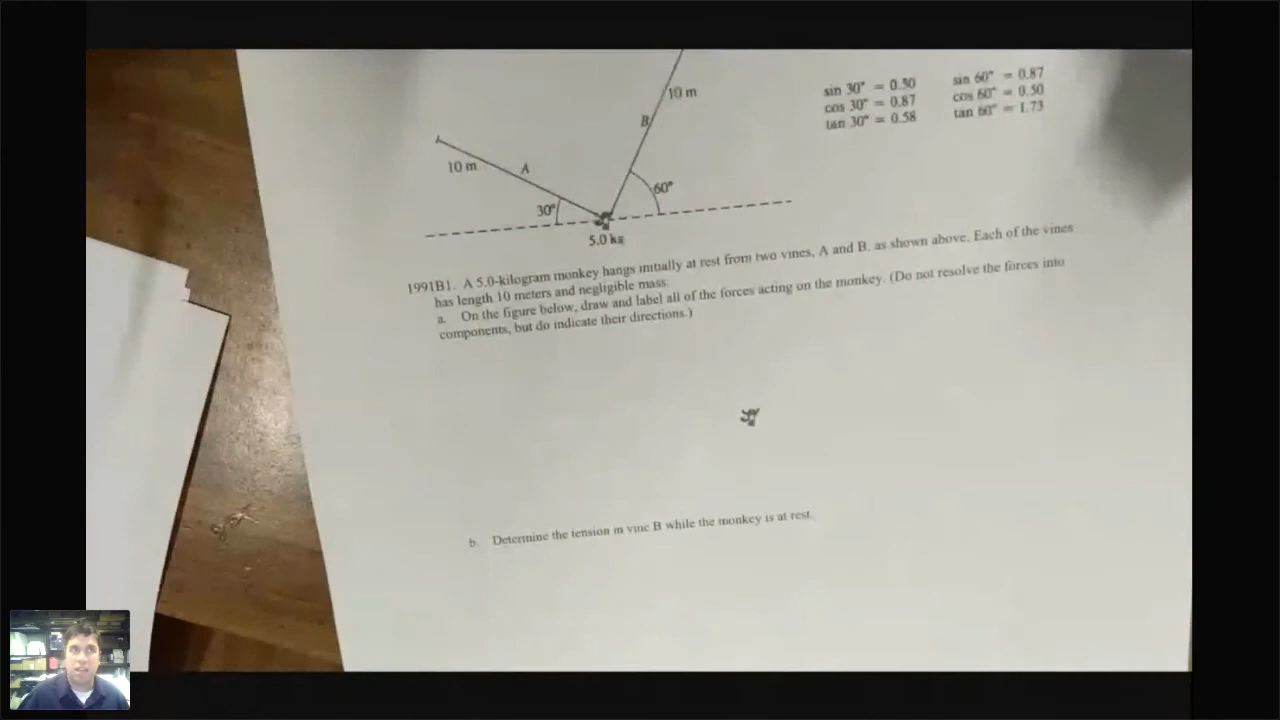 10 m
B
sin 30° = 0.50 sin 60° = 0.87
cos 30° = 0.87 cos 60° = 0.50
tan 30° = 0.58 tan 60° = 1.73
10 m
A
30°
60°
5.0 kg
1991B1. A 5.0-kilogram monkey hangs initially at rest from two vines, A and B. as shown above. Each of the vines
has length 10 meters and negligible mass.
a. On the figure below, draw and label all of the forces acting on the monkey. (Do not resolve the forces into
components, but do indicate their directions.)
b. Determine the tension in vine B while the monkey is at rest.